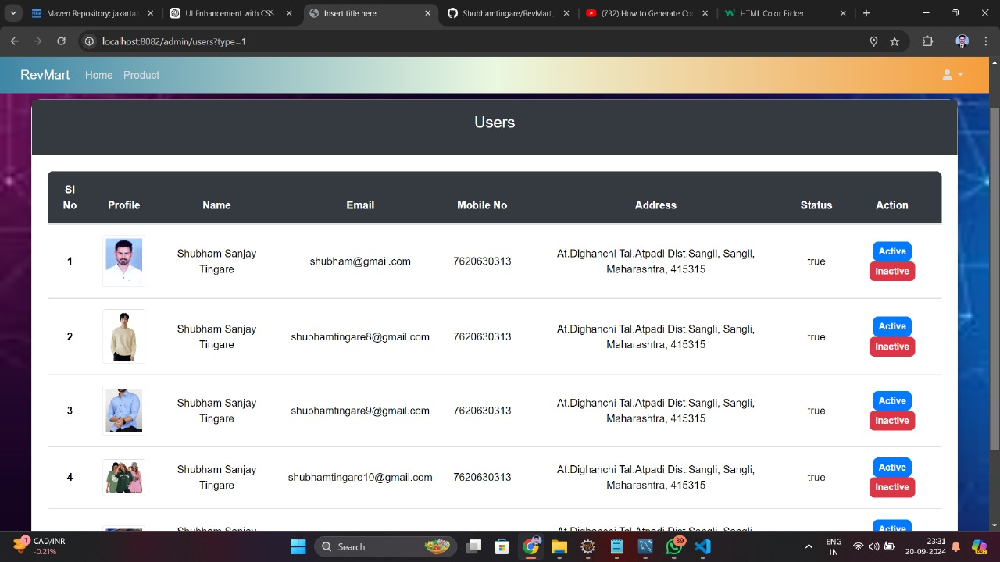 Maven Repository: jakarta.
UI Enhancement with CSS
Insert title here
Shubhamtingare/RevMart
(732) How to Generate Co
HTML Color Picker
localhost:8082/admin/users?type=1
RevMart Home Product
Users
Sl No Profile Name Email Mobile No Address Status Action
1 Shubham Sanjay Tingare shubham@gmail.com 7620630313 At.Dighanchi Tal.Atpadi Dist.Sangli, Sangli, Maharashtra, 415315 true Active Inactive
2 Shubham Sanjay Tingare shubhamtingare8@gmail.com 7620630313 At.Dighanchi Tal.Atpadi Dist.Sangli, Sangli, Maharashtra, 415315 true Active Inactive
3 Shubham Sanjay Tingare shubhamtingare9@gmail.com 7620630313 At.Dighanchi Tal.Atpadi Dist.Sangli, Sangli, Maharashtra, 415315 true Active Inactive
4 Shubham Sanjay Tingare shubhamtingare10@gmail.com 7620630313 At.Dighanchi Tal.Atpadi Dist.Sangli, Sangli, Maharashtra, 415315 true Active Inactive
Shubham Sanjay At.Dighanchi Tal.Atpadi Dist.Sangli, Sangli, Active
1 CAD/INR
-0.21%
Search
39
ENG
IN
23:31
20-09-2024
PRE